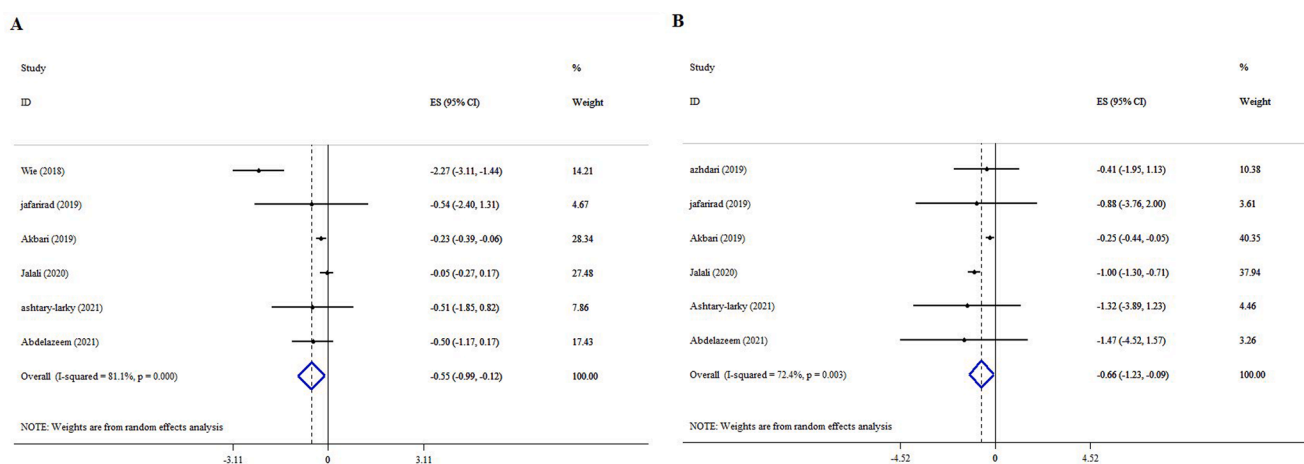 A
Study %
ID ES (95% CI) Weight
Wie (2018) -2.27 (-3.11, -1.44) 14.21
jafarirad (2019) -0.54 (-2.40, 1.31) 4.67
Akbari (2019) -0.23 (-0.39, -0.06) 28.34
Jalali (2020) -0.05 (-0.27, 0.17) 27.48
ashtary-larky (2021) -0.51 (-1.85, 0.82) 7.86
Abdelazeem (2021) -0.50 (-1.17, 0.17) 17.43
Overall (I-squared = 81.1%, p = 0.000) -0.55 (-0.99, -0.12) 100.00
NOTE: Weights are from random effects analysis
-3.11 0 3.11
B
Study %
ID ES (95% CI) Weight
azhdari (2019) -0.41 (-1.95, 1.13) 10.38
jafarirad (2019) -0.88 (-3.76, 2.00) 3.61
Akbari (2019) -0.25 (-0.44, -0.05) 40.35
Jalali (2020) -1.00 (-1.30, -0.71) 37.94
Ashtary-larky (2021) -1.32 (-3.89, 1.23) 4.46
Abdelazeem (2021) -1.47 (-4.52, 1.57) 3.26
Overall (I-squared = 72.4%, p = 0.003) -0.66 (-1.23, -0.09) 100.00
NOTE: Weights are from random effects analysis
-4.52 0 4.52